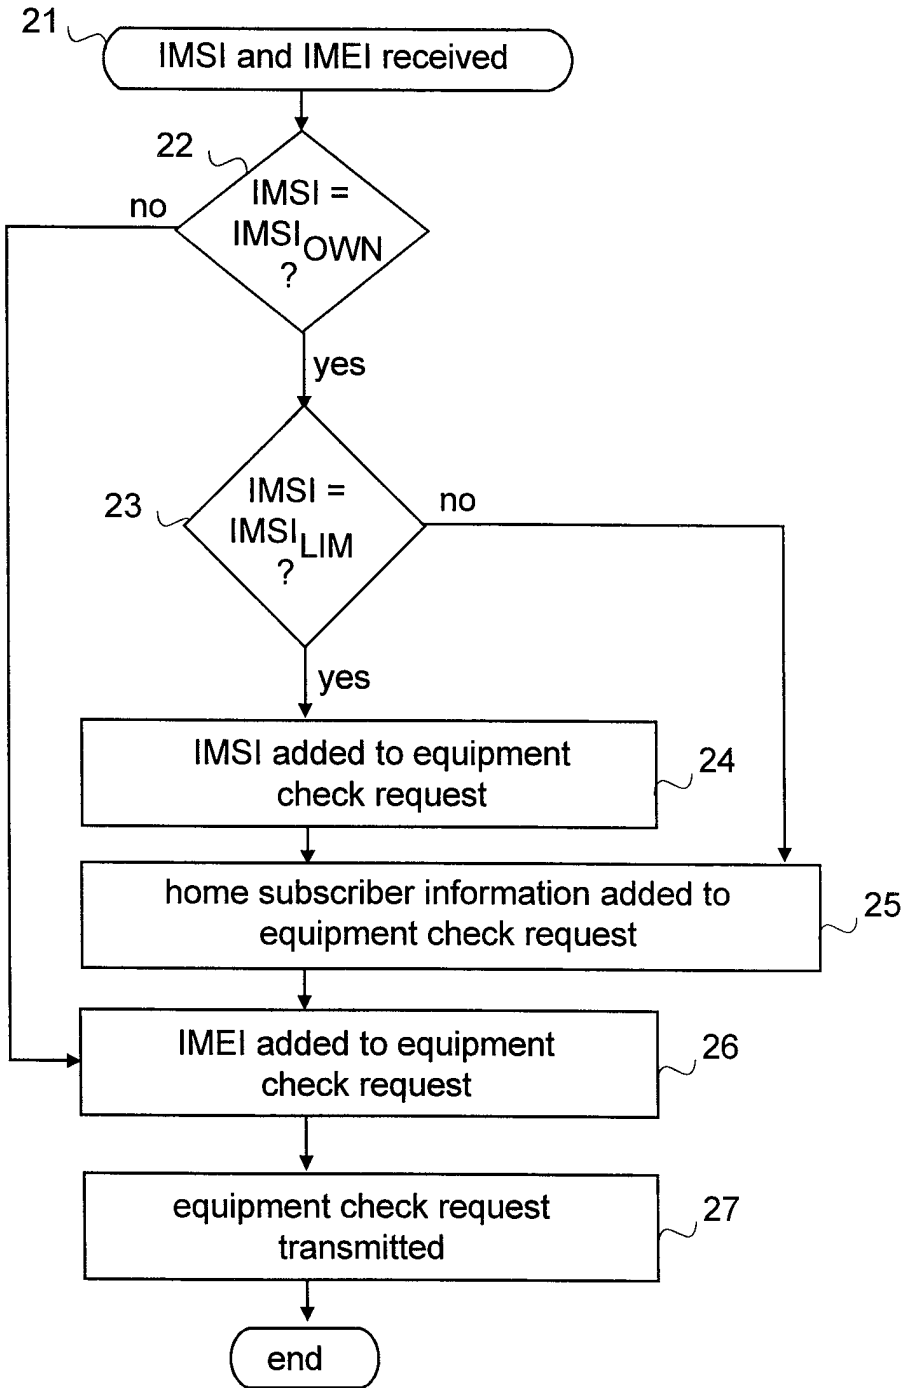 21
IMSI and IMEI received
22
IMSI =
IMSI OWN
?
no
yes
23
IMSI =
IMSI LIM
?
no
yes
IMSI added to equipment
check request
24
home subscriber information added to
equipment check request
25
IMEI added to equipment
check request
26
equipment check request
transmitted
27
end